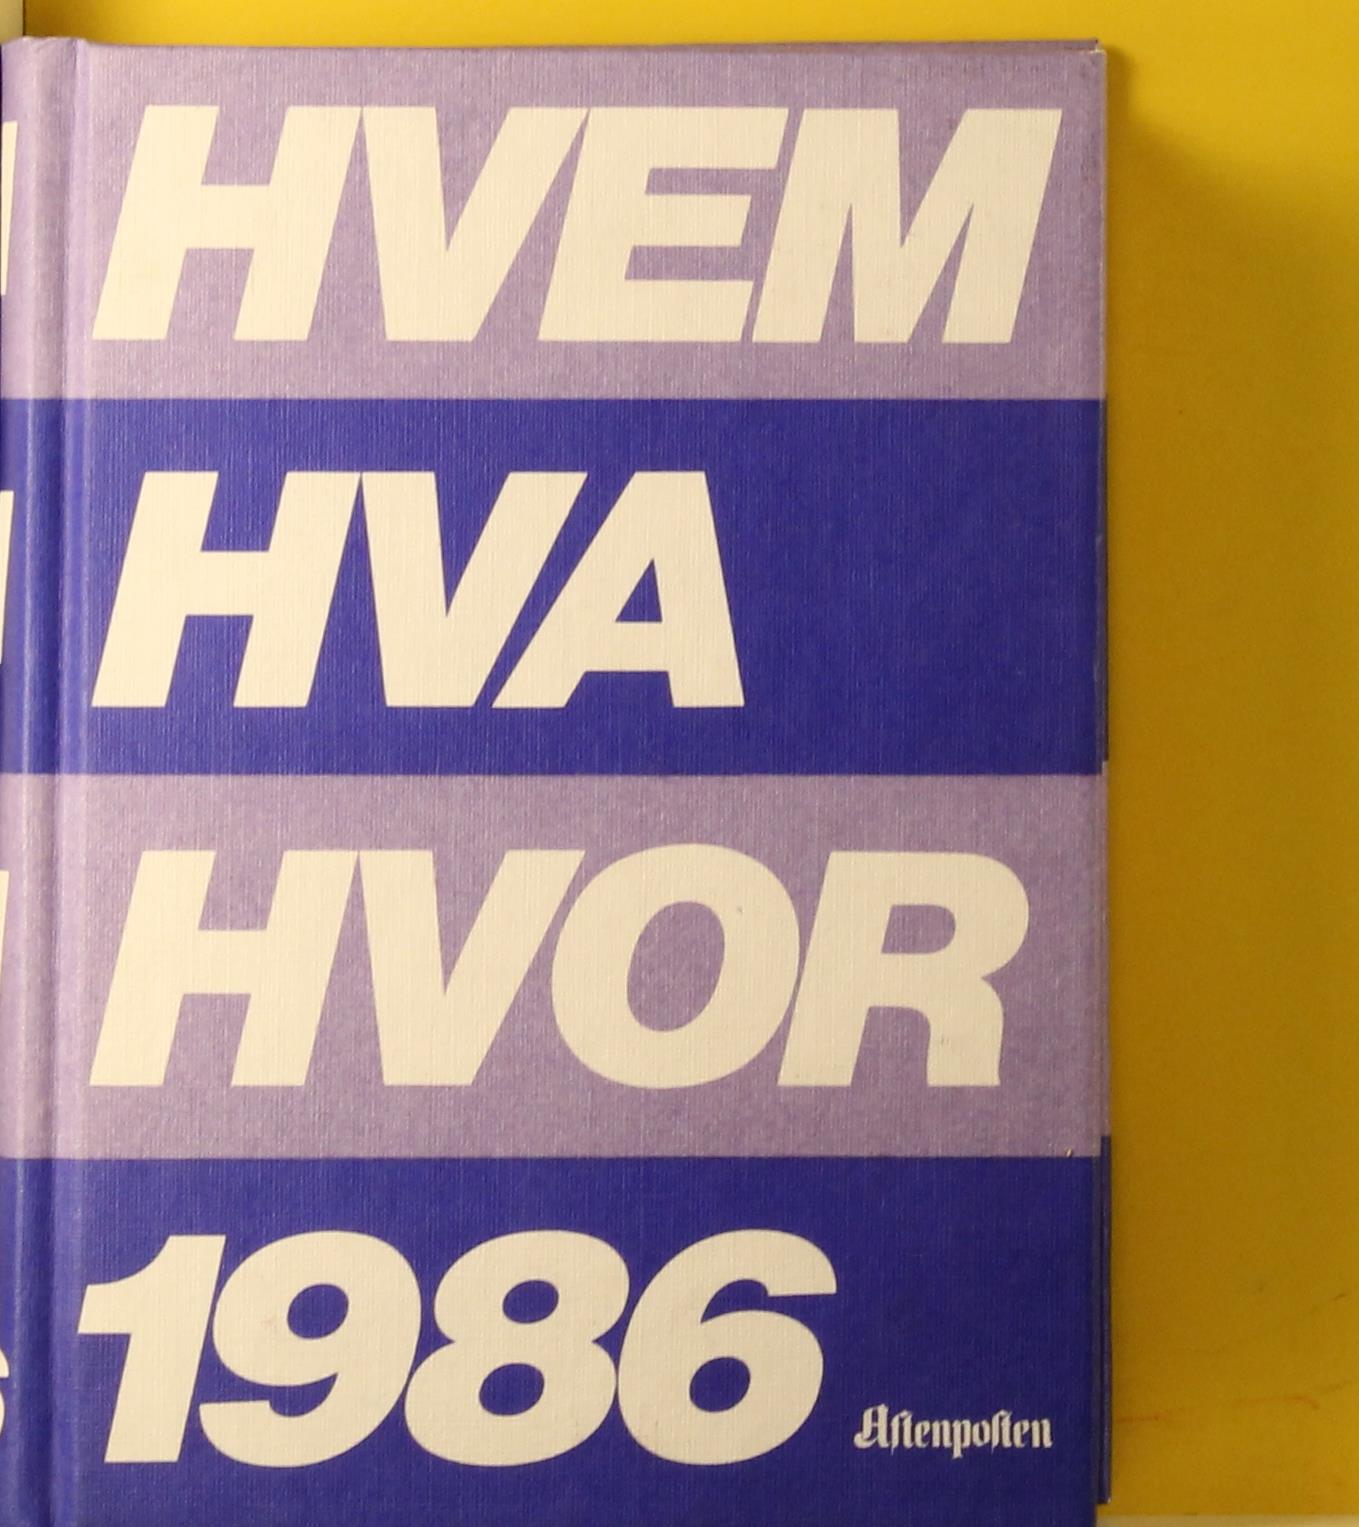 HVEM
HVA
HVOR
1986
Aftenposten